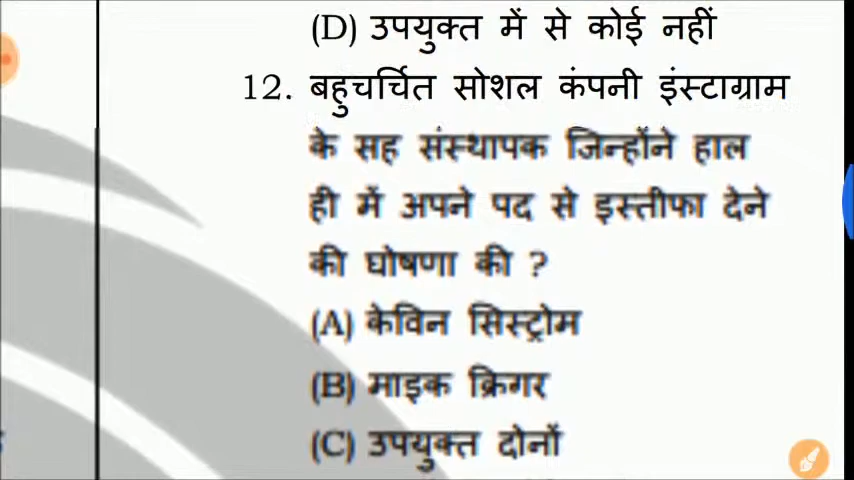 (D) उपयुक्त में से कोई नहीं
12. बहुचर्चित सोशल कंपनी इंस्टाग्राम
के सह संस्थापक जिन्होंने हाल
ही में अपने पद से इस्तीफा देने
की घोषणा की ?
(A) केविन सिस्ट्रोम
(B) माइक क्रिगर
(C) उपयुक्त दोनों